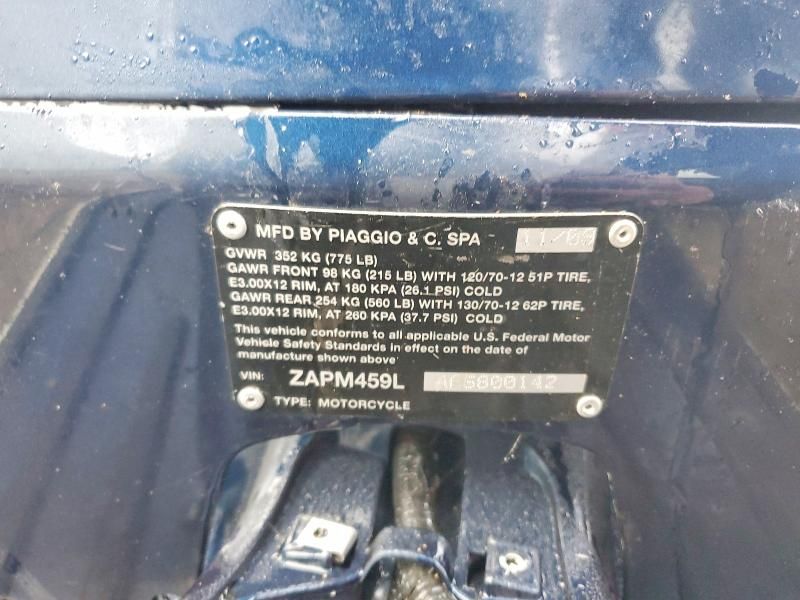 MFD BY PIAGGIO & C. SPA 11/09
GVWR 352 KG (775 LB)
GAWR FRONT 98 KG (215 LB) WITH 120/70-12 51P TIRE,
E3.00X12 RIM, AT 180 KPA (26.1 PSI) COLD
GAWR REAR 254 KG (560 LB) WITH 130/70-12 62P TIRE,
E3.00X12 RIM, AT 260 KPA (37.7 PSI) COLD
This vehicle conforms to all applicable U.S. Federal Motor
Vehicle Safety Standards in effect on the date of
manufacture shown above
VIN: ZAPM459L
TYPE: MOTORCYCLE